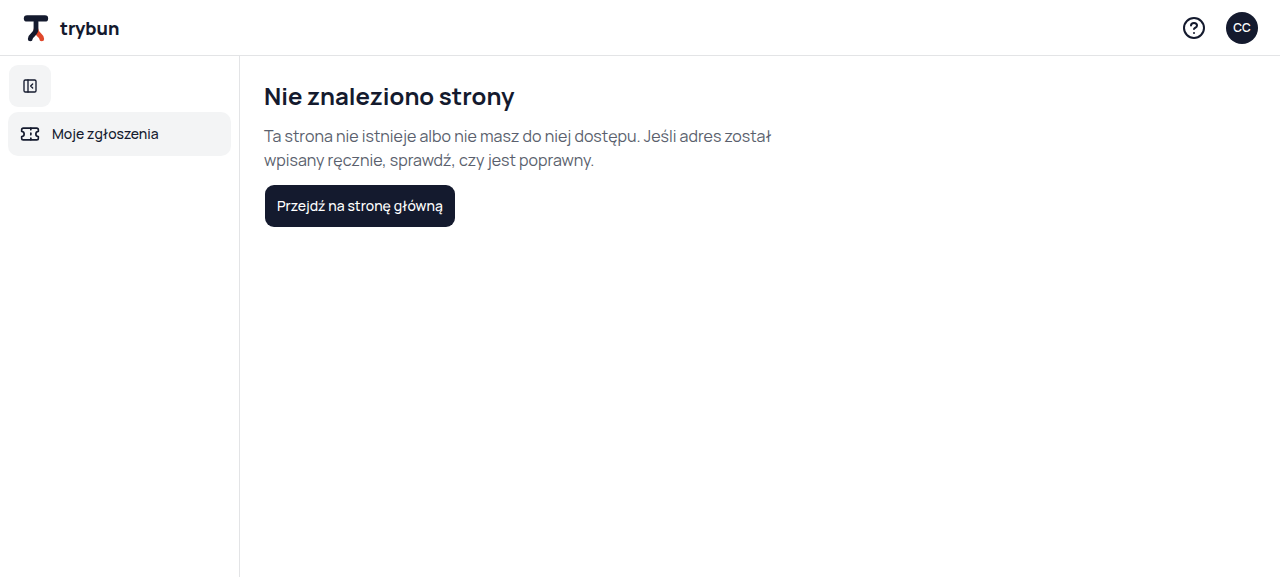 trybun
CC
Moje zgłoszenia
Nie znaleziono strony
Ta strona nie istnieje albo nie masz do niej dostępu. Jeśli adres został
wpisany ręcznie, sprawdź, czy jest poprawny.
Przejdź na stronę główną